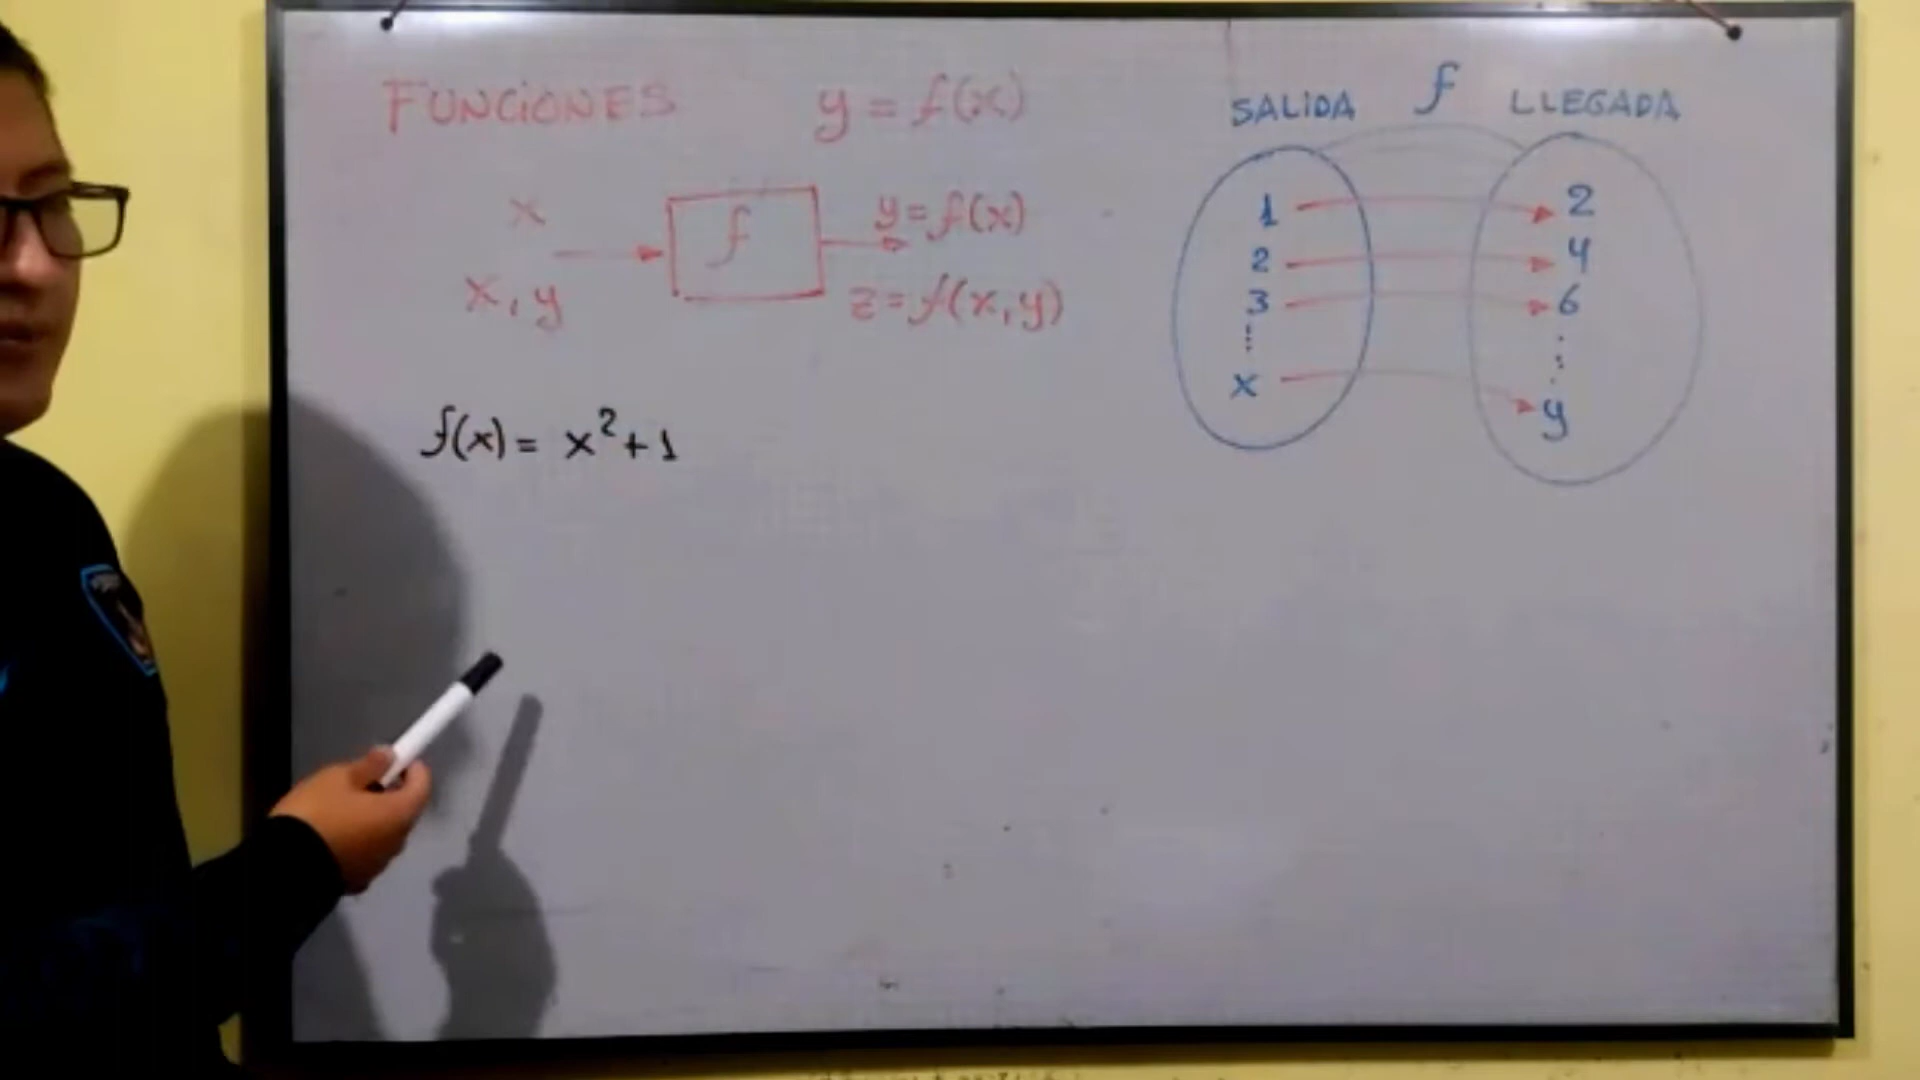 FUNCIONES y = f(x)
x
x, y
f
y = f(x)
z = f(x, y)
f(x) = x² + 1
SALIDA f LLEGADA
1 2
2 4
3 6
⋮ ⋮
x y